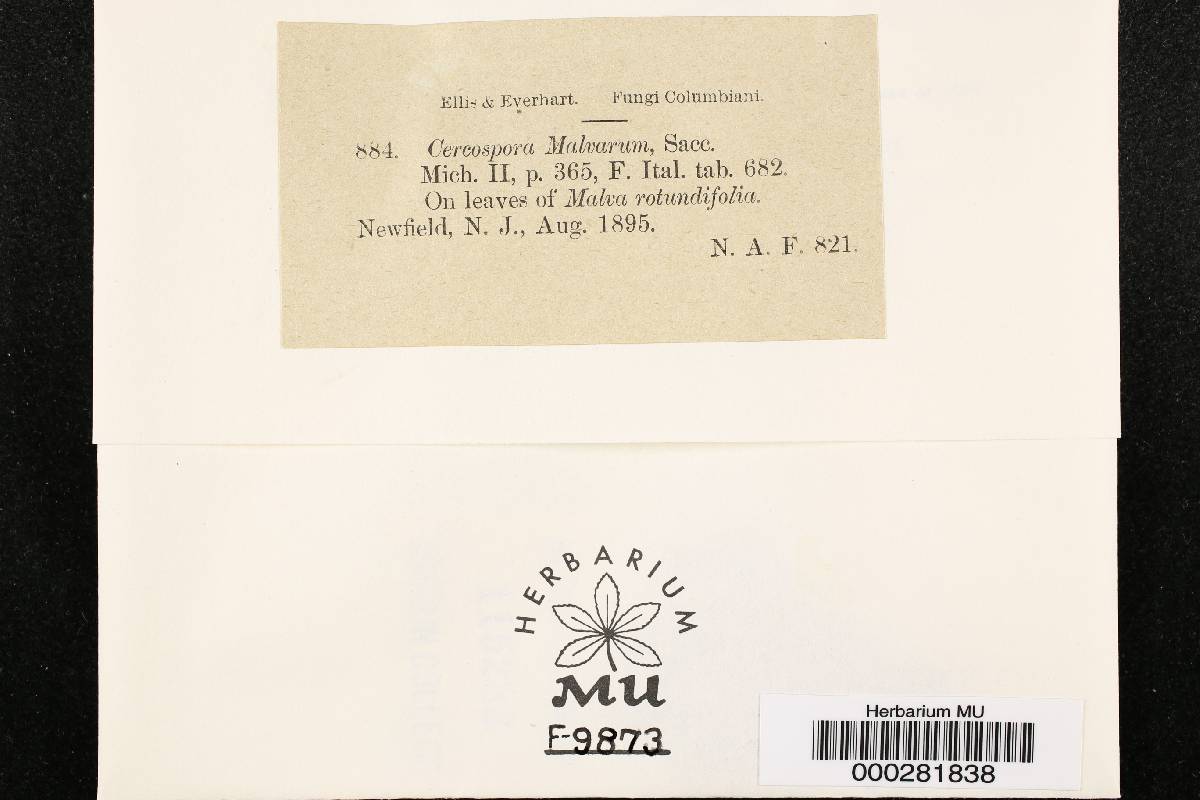 Ellis & Everhart. Fungi Columbiani.
884. Cercospora Malvarum, Sacc.
Mich. II, p. 365, F. Ital. tab. 682.
On leaves of Malva rotundifolia.
Newfield, N. J., Aug. 1895.
N. A. F. 821.
HERBARIUM
MU
F-9873
Herbarium MU
000281838